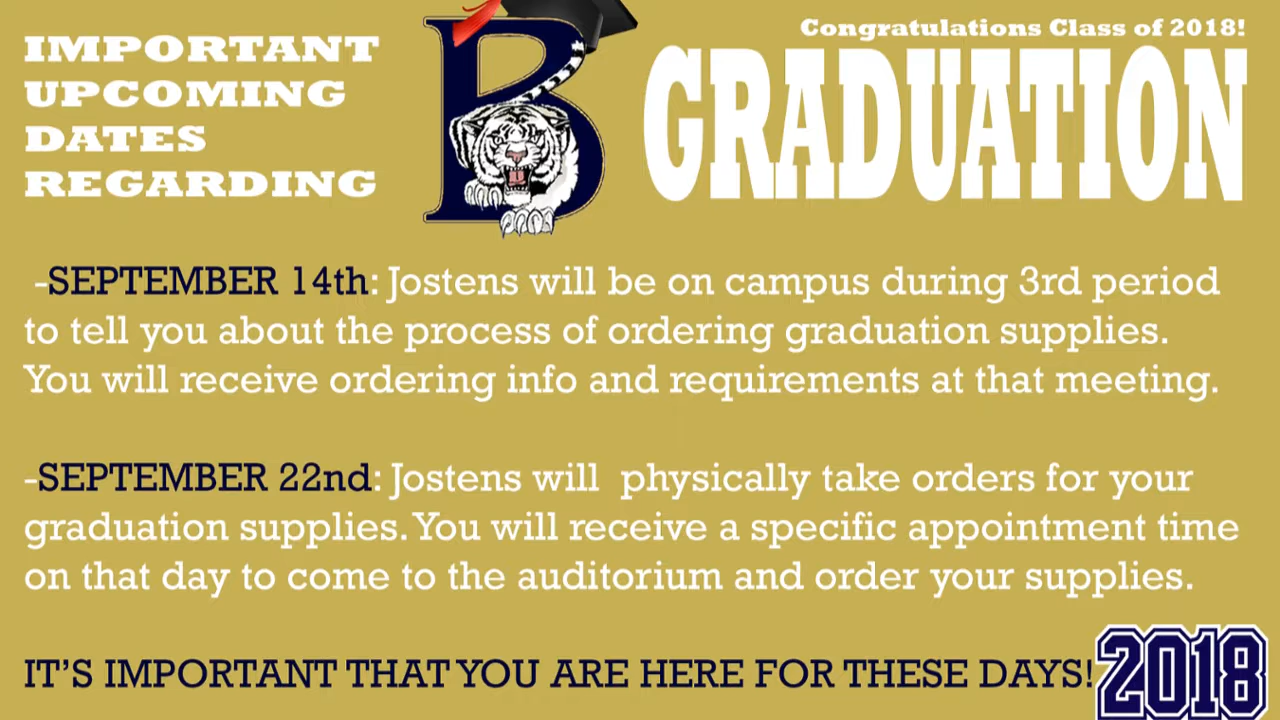 IMPORTANT
UPCOMING
DATES
REGARDING
B
Congratulations Class of 2018!
GRADUATION
-SEPTEMBER 14th: Jostens will be on campus during 3rd period
to tell you about the process of ordering graduation supplies.
You will receive ordering info and requirements at that meeting.
-SEPTEMBER 22nd: Jostens will physically take orders for your
graduation supplies. You will receive a specific appointment time
on that day to come to the auditorium and order your supplies.
IT'S IMPORTANT THAT YOU ARE HERE FOR THESE DAYS!
2018